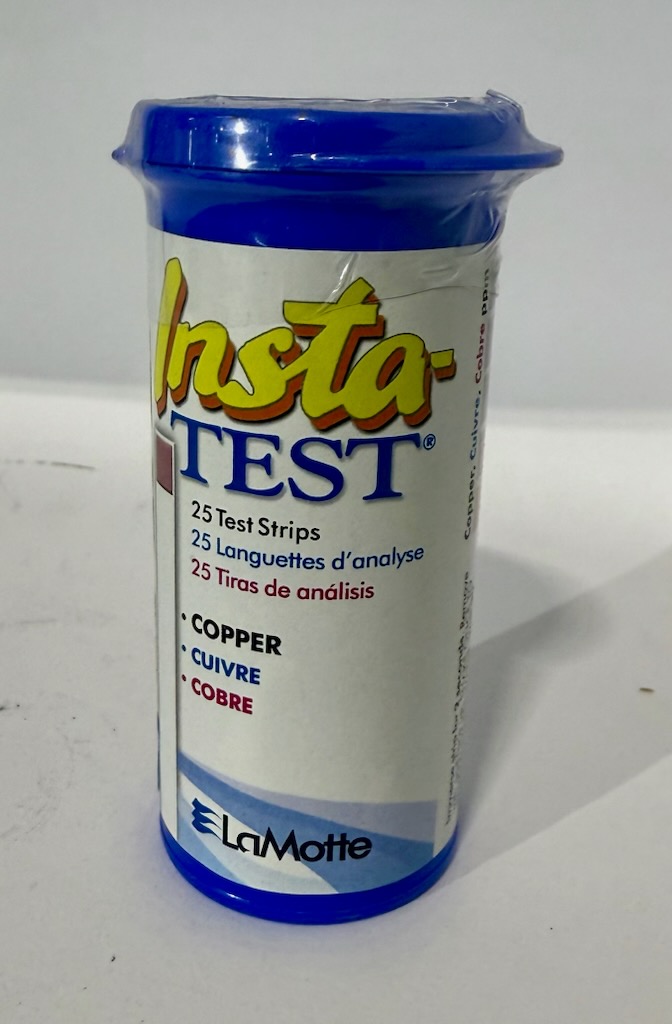 Insta-
TEST®
25 Test Strips
25 Languettes d'analyse
25 Tiras de análisis
• COPPER
• CUIVRE
• COBRE
LaMotte
Copper, Cuivre, Cobre ppm